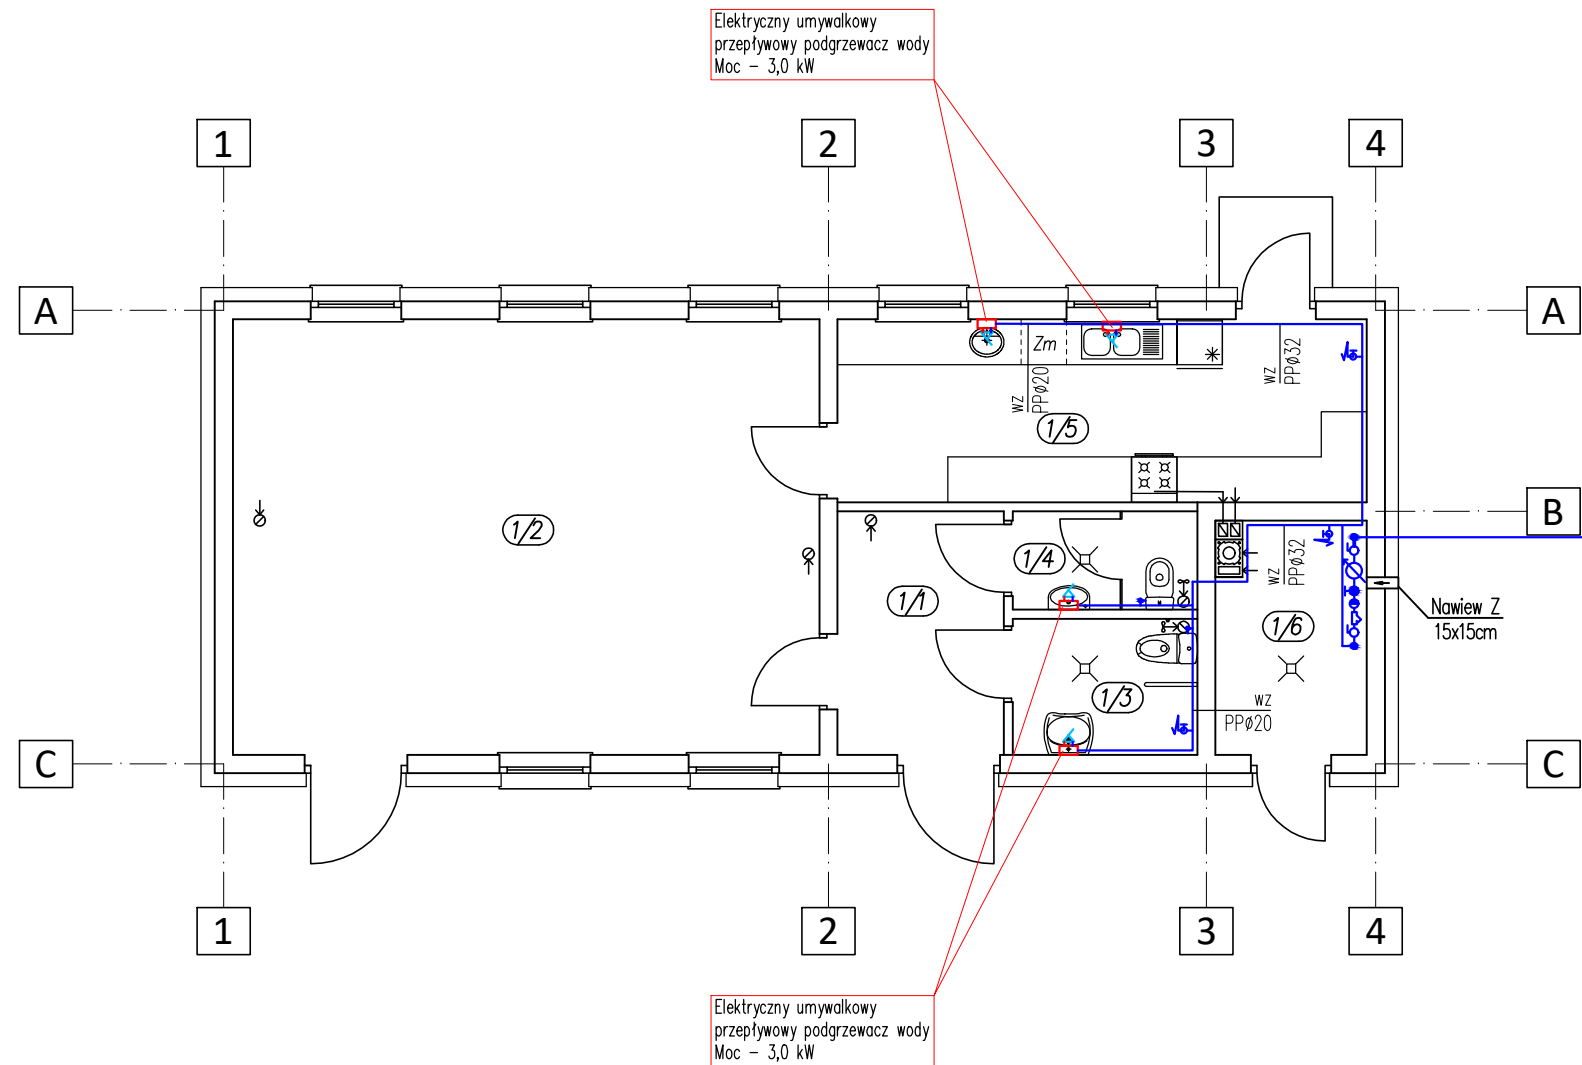 Elektryczny umywalkowy
przepływowy podgrzewacz wody
Moc – 3,0 kW
1
2
3
4
A
A
Zm
WZ
PPø20
WZ
PPø32
1/5
B
1/2
1/4
WZ
PPø32
1/1
1/6
Nawiew Z
15x15cm
1/3
WZ
PPø20
C
C
1
2
3
4
Elektryczny umywalkowy
przepływowy podgrzewacz wody
Moc – 3,0 kW